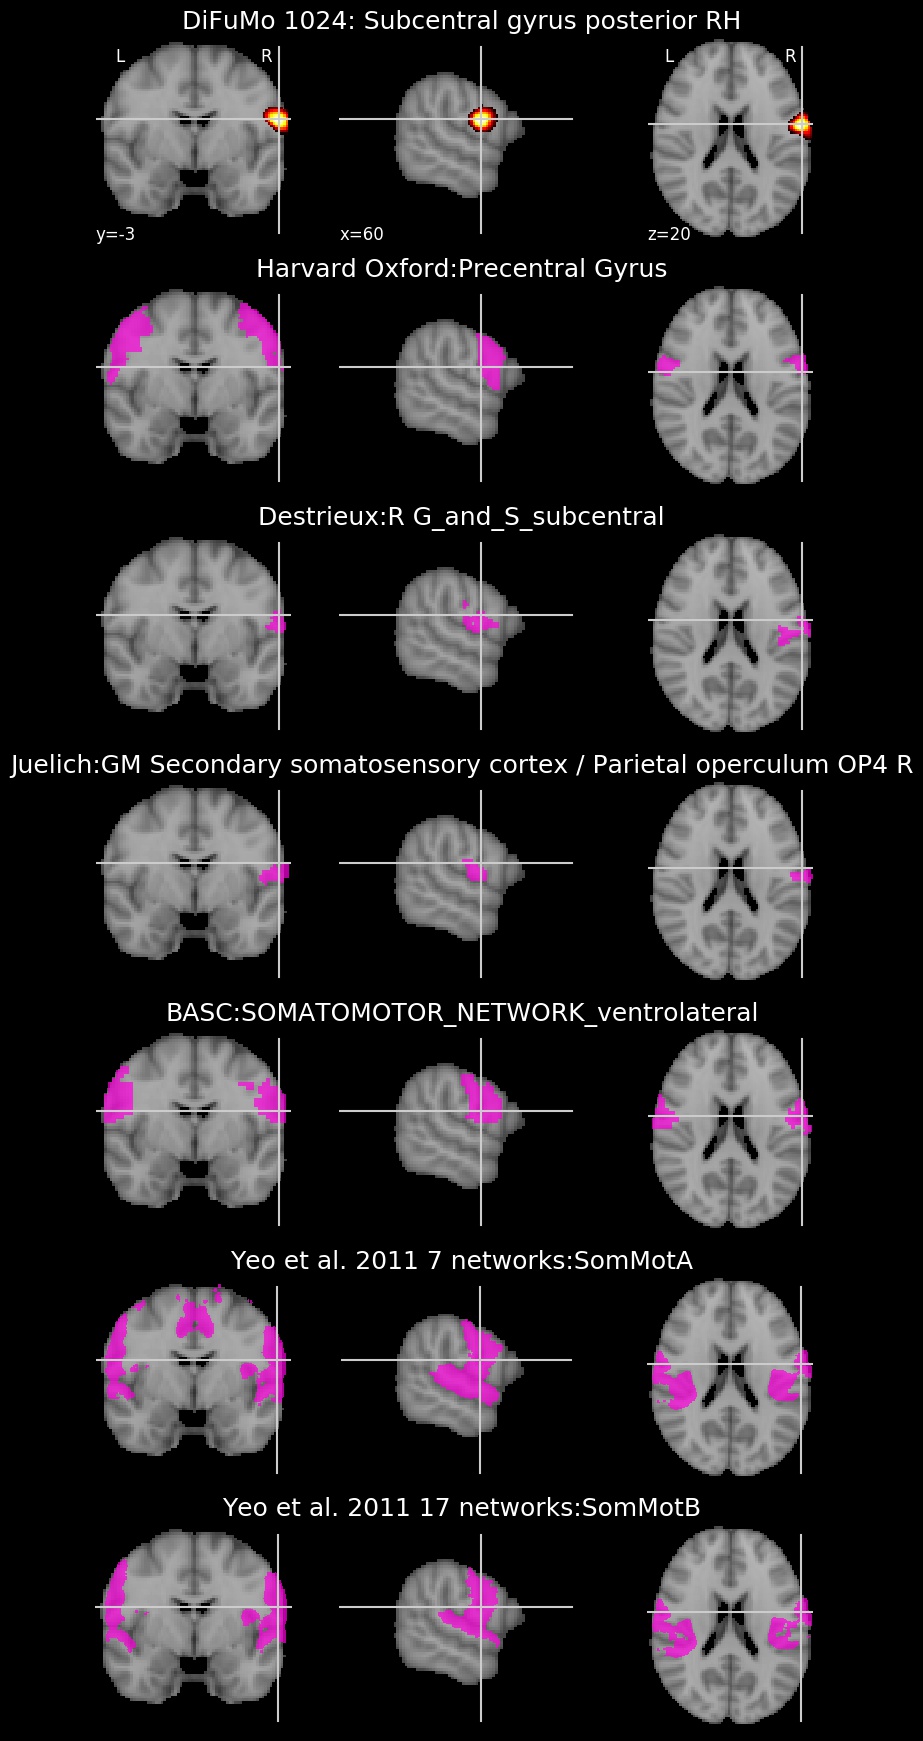 DiFuMo 1024: Subcentral gyrus posterior RH
L R L R
y=-3 x=60 z=20
Harvard Oxford:Precentral Gyrus
Destrieux:R G_and_S_subcentral
Juelich:GM Secondary somatosensory cortex / Parietal operculum OP4 R
BASC:SOMATOMOTOR_NETWORK_ventrolateral
Yeo et al. 2011 7 networks:SomMotA
Yeo et al. 2011 17 networks:SomMotB